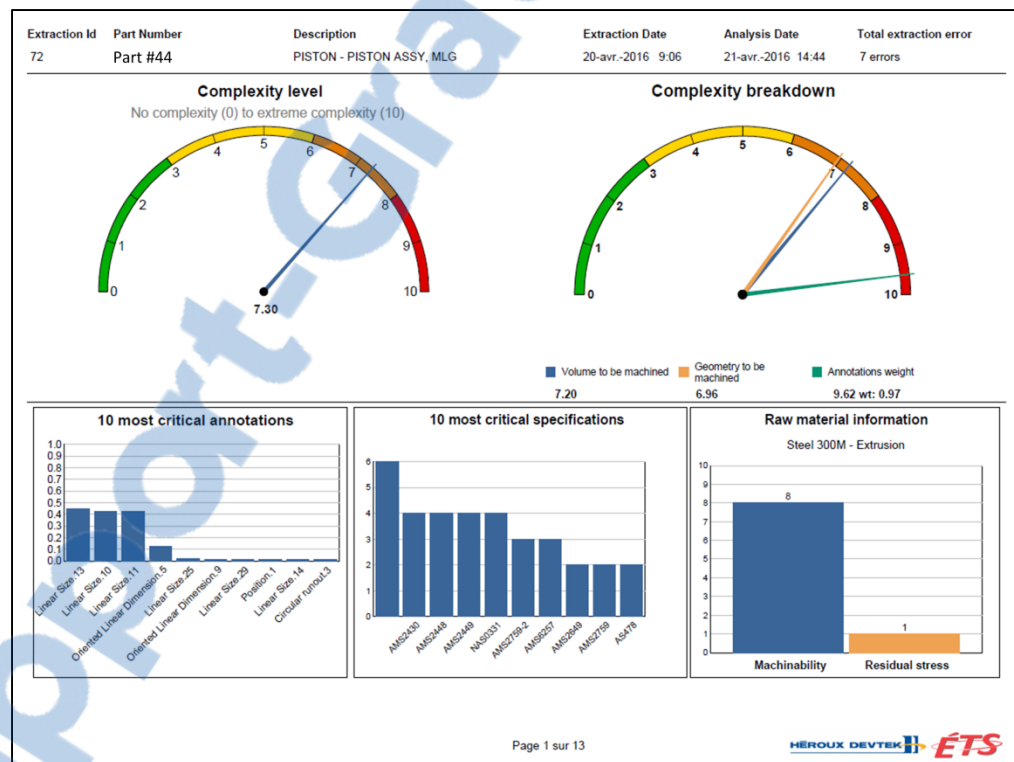 Extraction Id Part Number Description Extraction Date Analysis Date Total extraction error
72 Part #44 PISTON - PISTON ASSY, MLG 20-avr.-2016 9:06 21-avr.-2016 14:44 7 errors
Complexity level
No complexity (0) to extreme complexity (10)
0 1 2 3 4 5 6 7 8 9 10
7.30
Complexity breakdown
0 1 2 3 4 5 6 7 8 9 10
Volume to be machined
7.20
Geometry to be
machined
6.96
Annotations weight
9.62 wt: 0.97
10 most critical annotations
1.0
0.9
0.8
0.7
0.6
0.5
0.4
0.3
0.2
0.1
0.0
Linear Size.13
Linear Size.10
Linear Size.11
Oriented Linear Dimension.5
Linear Size.25
Oriented Linear Dimension.9
Linear Size.29
Position.1
Linear Size.14
Circular runout.3
10 most critical specifications
6
5
4
3
2
1
0
AMS2430
AMS2448
AMS2449
NAS0331
AMS2759-2
AMS6257
AMS2649
AMS2759
AS478
Raw material information
Steel 300M - Extrusion
10
9
8
7
6
5
4
3
2
1
0
8
1
Machinability Residual stress
Page 1 sur 13
HÉROUX DEVTEK
ÉTS
pport-Gra